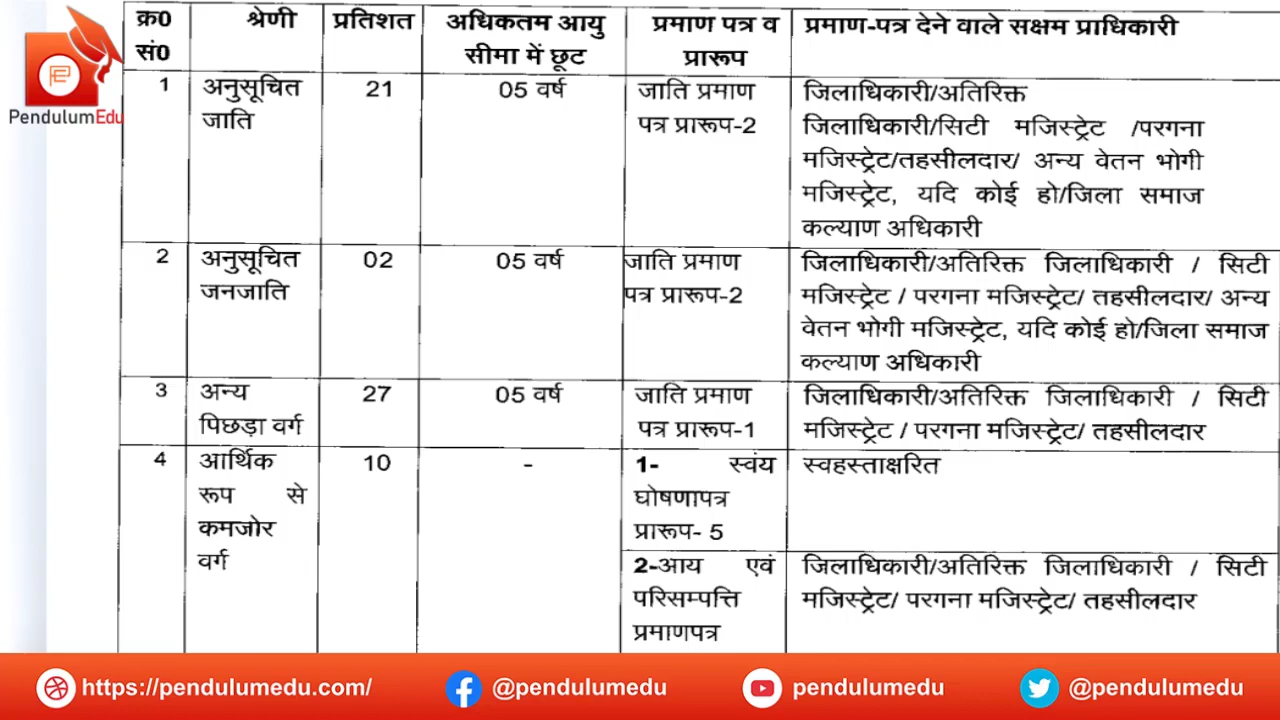 PendulumEdu
क्र0 सं0 | श्रेणी | प्रतिशत | अधिकतम आयु सीमा में छूट | प्रमाण पत्र व प्रारूप | प्रमाण-पत्र देने वाले सक्षम प्राधिकारी
1 | अनुसूचित जाति | 21 | 05 वर्ष | जाति प्रमाण पत्र प्रारूप-2 | जिलाधिकारी/अतिरिक्त
जिलाधिकारी/सिटी मजिस्ट्रेट /परगना
मजिस्ट्रेट/तहसीलदार/ अन्य वेतन भोगी
मजिस्ट्रेट, यदि कोई हो/जिला समाज
कल्याण अधिकारी
2 | अनुसूचित जनजाति | 02 | 05 वर्ष | जाति प्रमाण पत्र प्रारूप-2 | जिलाधिकारी/अतिरिक्त जिलाधिकारी / सिटी
मजिस्ट्रेट / परगना मजिस्ट्रेट/ तहसीलदार/ अन्य
वेतन भोगी मजिस्ट्रेट, यदि कोई हो/जिला समाज
कल्याण अधिकारी
3 | अन्य पिछड़ा वर्ग | 27 | 05 वर्ष | जाति प्रमाण पत्र प्रारूप-1 | जिलाधिकारी/अतिरिक्त जिलाधिकारी / सिटी
मजिस्ट्रेट / परगना मजिस्ट्रेट/ तहसीलदार
4 | आर्थिक रूप से कमजोर वर्ग | 10 | - | 1- स्वंय घोषणापत्र प्रारूप- 5 | स्वहस्ताक्षरित
2-आय एवं परिसम्पत्ति प्रमाणपत्र | जिलाधिकारी/अतिरिक्त जिलाधिकारी / सिटी
मजिस्ट्रेट/ परगना मजिस्ट्रेट/ तहसीलदार
https://pendulumedu.com/ @pendulumedu pendulumedu @pendulumedu